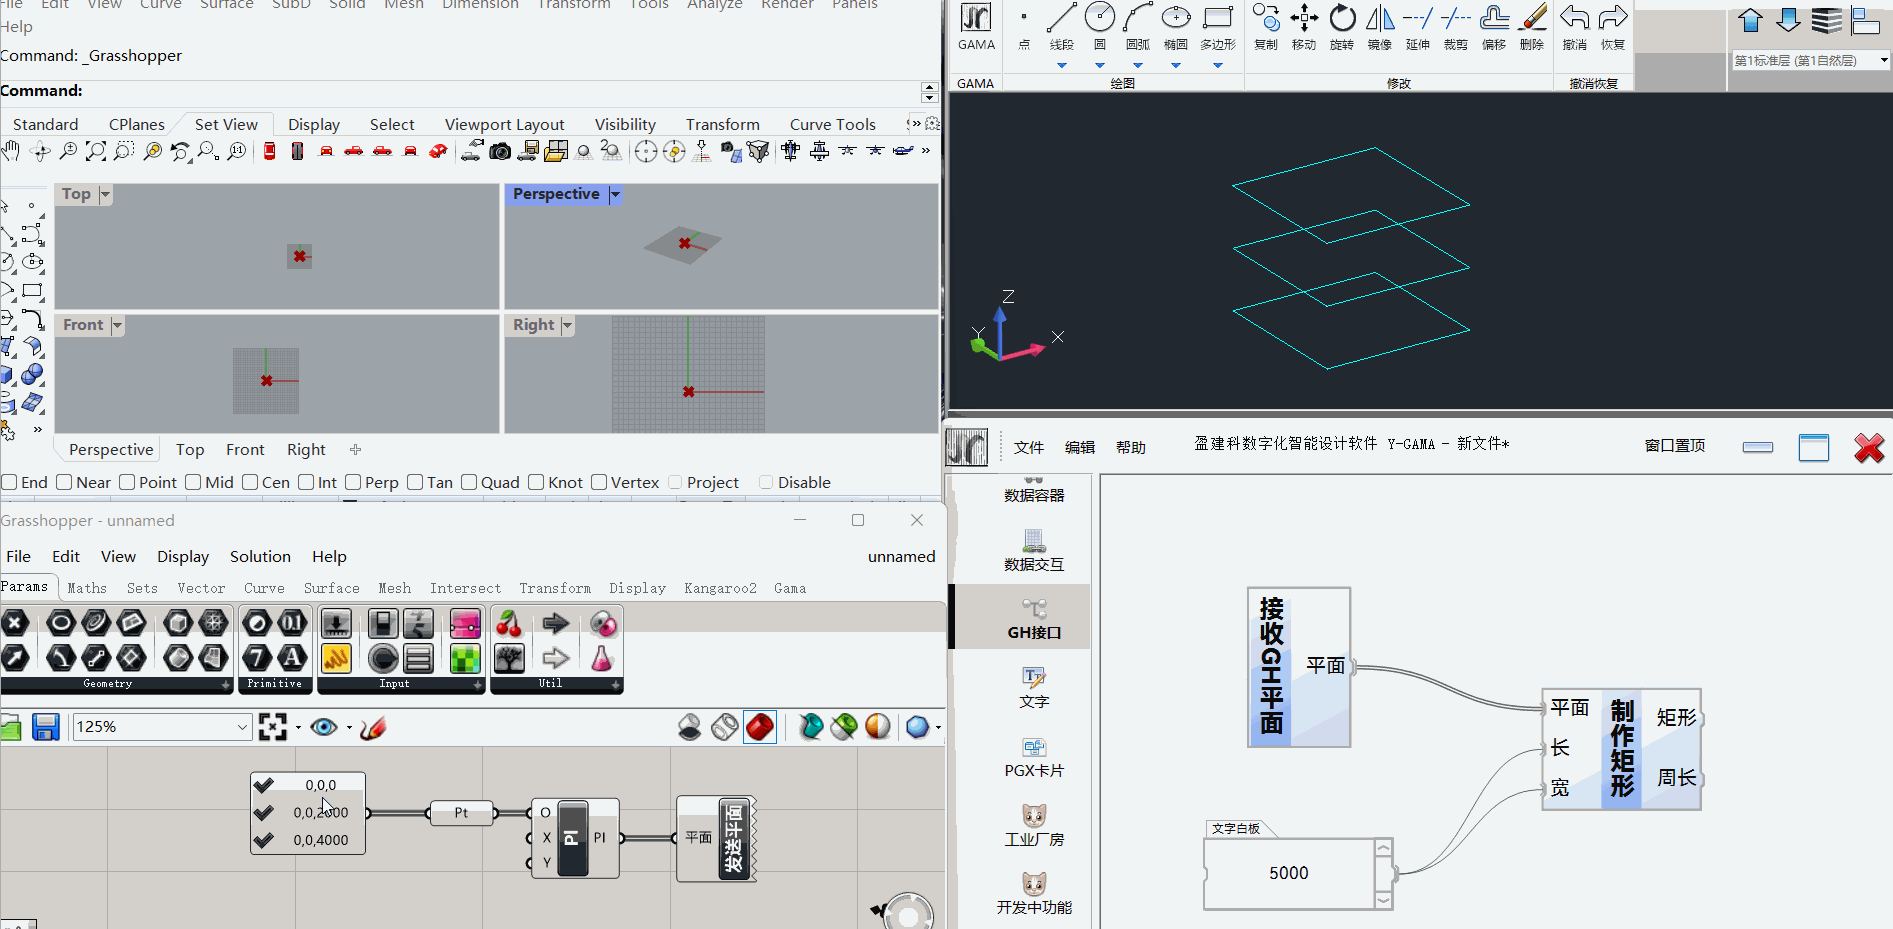 File Edit View Curve Surface SubD Solid Mesh Dimension Transform Tools Analyze Render Panels
Help
Command: _Grasshopper
Command:
Standard CPlanes Set View Display Select Viewport Layout Visibility Transform Curve Tools
Top
Perspective
Front
Right
Perspective Top Front Right
End Near Point Mid Cen Int Perp Tan Quad Knot Vertex Project Disable
GAMA 点 线段 圆 圆弧 椭圆 多边形 复制 移动 旋转 镜像 延伸 裁剪 偏移 删除 撤消 恢复
第1标准层 (第1自然层)
GAMA 绘图 修改 撤消恢复
Z
Y
X
文件 编辑 帮助 盈建科数字化智能设计软件 Y-GAMA - 新文件* 窗口置顶
数据容器
数据交互
GH接口
文字
PGX卡片
工业厂房
开发中功能
接收GH平面
平面
平面
长
宽
制作矩形
矩形
周长
文字白板
5000
Grasshopper - unnamed
File Edit View Display Solution Help unnamed
Params Maths Sets Vector Curve Surface Mesh Intersect Transform Display Kangaroo2 Gama
Geometry Primitive Input Util
125%
0,0,0
0,0,2000
0,0,4000
Pt
O
X
Y
Pl
Pl
平面
发送平面